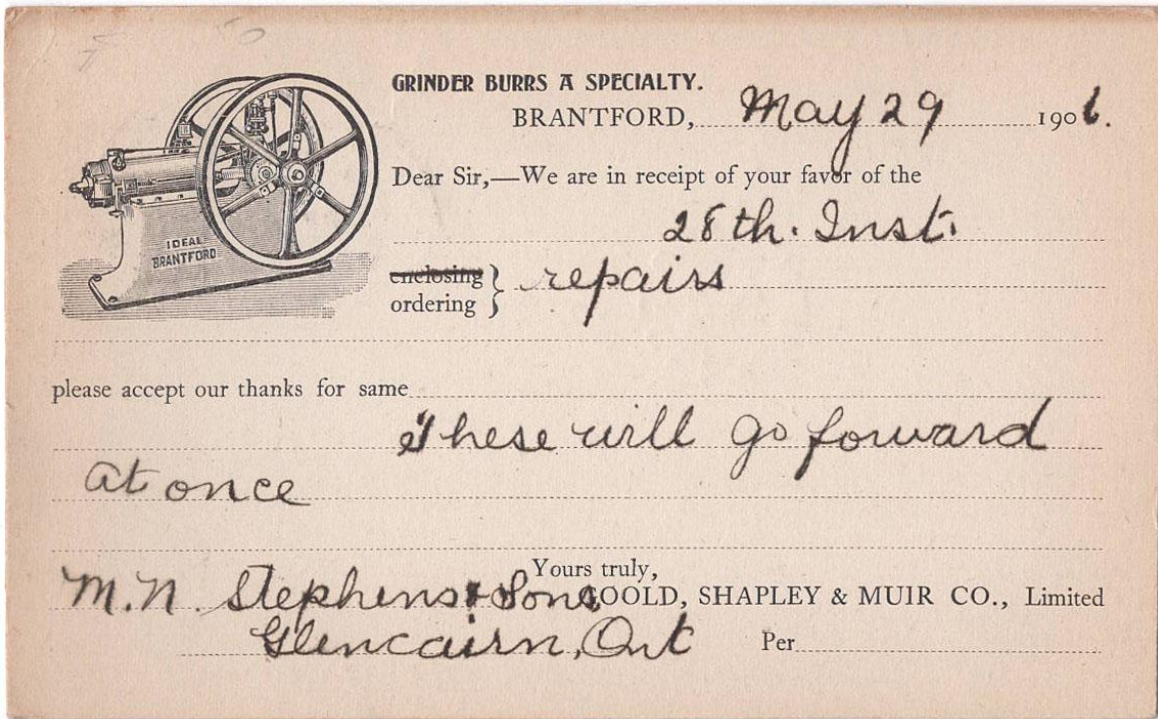 GRINDER BURRS A SPECIALTY.
BRANTFORD, May 29 1906.
Dear Sir,—We are in receipt of your favor of the
28th. Inst.
enclosing
ordering } repairs
please accept our thanks for same
These will go forward
at once
Yours truly,
M.N. Stephens & Sons GOOLD, SHAPLEY & MUIR CO., Limited
Glencairn, Ont Per
IDEAL
BRANTFORD